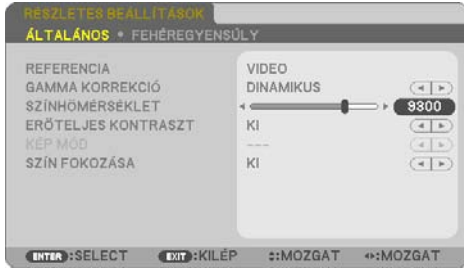 RÉSZLETES BEÁLLÍTÁSOK
ÁLTALÁNOS • FEHÉREGYENSÚLY
REFERENCIA VIDEO
GAMMA KORREKCIÓ DINAMIKUS
SZÍNHŐMÉRSÉKLET 9300
ERŐTELJES KONTRASZT KI
KÉP MÓD ---
SZÍN FOKOZÁSA KI
ENTER :SELECT EXIT :KILÉP :MOZGAT :MOZGAT